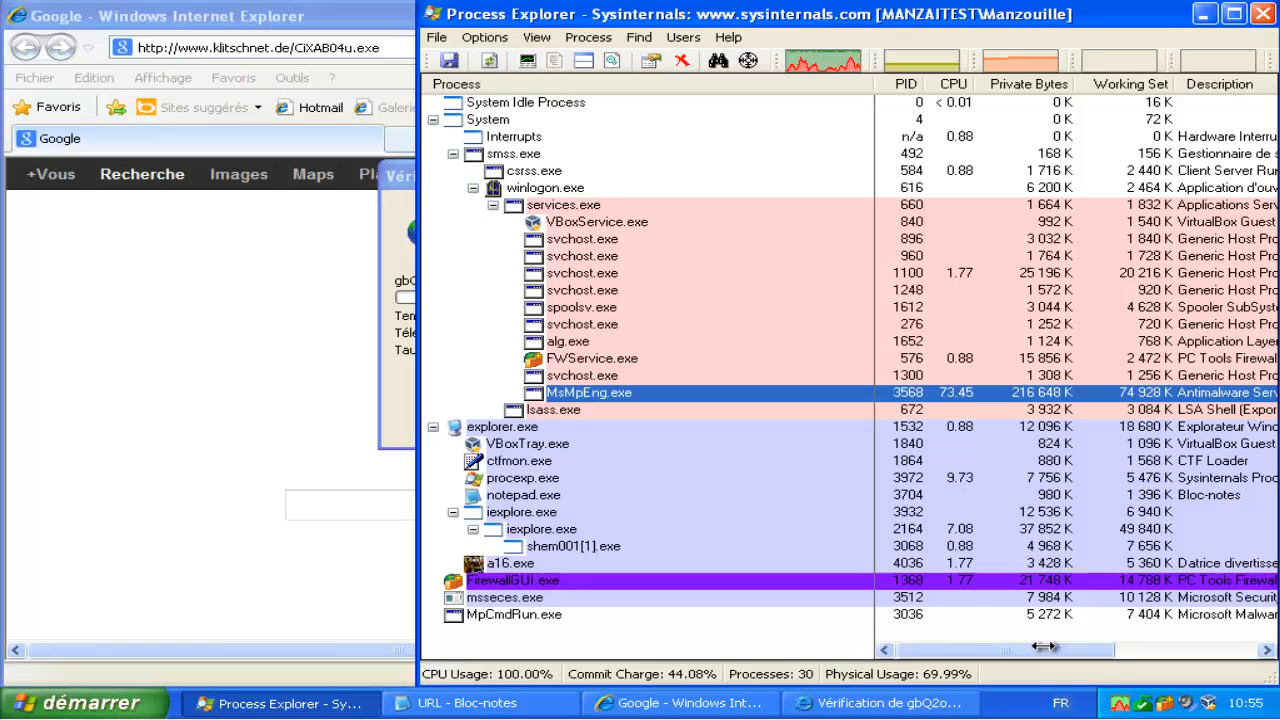 Google - Windows Internet Explorer
http://www.klitschnet.de/CiXAB04u.exe
Fichier Edition Affichage Favoris Outils ?
Favoris Sites suggérés Hotmail Galerie
Google
+Vous Recherche Images Maps Pla
Véri
gbQ
Tem
Télé
Tau
Process Explorer - Sysinternals: www.sysinternals.com [MANZAITEST\Manzouille]
File Options View Process Find Users Help
Process PID CPU Private Bytes Working Set Description
System Idle Process 0 < 0.01 0 K 16 K
System 4 0 K 72 K
Interrupts n/a 0.88 0 K 0 K Hardware Interru
smss.exe 492 168 K 156 K Gestionnaire de s
csrss.exe 584 0.88 1 716 K 2 440 K Client Server Run
winlogon.exe 616 6 200 K 2 464 K Application d'ouv
services.exe 660 1 664 K 1 832 K Applications Serv
VBoxService.exe 840 992 K 1 540 K VirtualBox Guest
svchost.exe 896 3 032 K 1 840 K Generic Host Pro
svchost.exe 960 1 764 K 1 728 K Generic Host Pro
svchost.exe 1100 1.77 25 196 K 20 216 K Generic Host Pro
svchost.exe 1248 1 572 K 920 K Generic Host Pro
spoolsv.exe 1612 3 044 K 4 628 K Spooler SubSyst
svchost.exe 276 1 252 K 720 K Generic Host Pro
alg.exe 1652 1 124 K 768 K Application Layer
FWService.exe 576 0.88 15 856 K 2 472 K PC Tools Firewal
svchost.exe 1300 1 308 K 1 256 K Generic Host Pro
MsMpEng.exe 3568 73.45 216 648 K 74 928 K Antimalware Serv
lsass.exe 672 3 932 K 3 084 K LSA Shell (Expor
explorer.exe 1532 0.88 12 096 K 18 680 K Explorateur Wind
VBoxTray.exe 1840 824 K 1 096 K VirtualBox Guest
ctfmon.exe 1864 880 K 1 568 K CTF Loader
procexp.exe 3972 9.73 7 756 K 5 476 K Sysinternals Proc
notepad.exe 3704 980 K 1 396 K Bloc-notes
iexplore.exe 3932 12 536 K 6 940 K
iexplore.exe 2164 7.08 37 852 K 49 840 K
shem001[1].exe 3068 0.88 4 968 K 7 656 K
a16.exe 4036 1.77 3 428 K 5 360 K Datrice divertisse
FirewallGUI.exe 1368 1.77 21 748 K 14 788 K PC Tools Firewa
msseces.exe 3512 7 984 K 10 128 K Microsoft Securit
MpCmdRun.exe 3036 5 272 K 7 404 K Microsoft Malwar
CPU Usage: 100.00% Commit Charge: 44.08% Processes: 30 Physical Usage: 69.99%
démarrer Process Explorer - Sy... URL - Bloc-notes Google - Windows Int... Vérification de gbQ2o... FR 10:55